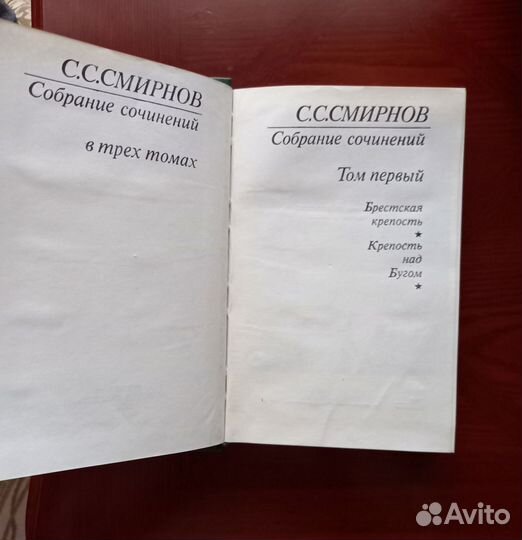 С.С.СМИРНОВ
Собрание сочинений
в трех томах
С.С.СМИРНОВ
Собрание сочинений
Том первый
Брестская
крепость
★
Крепость
над
Бугом
★
Avito